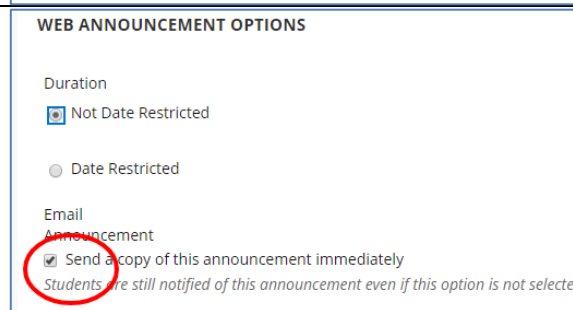 WEB ANNOUNCEMENT OPTIONS
Duration
Not Date Restricted
Date Restricted
Email
Announcement
Send a copy of this announcement immediately
Students are still notified of this announcement even if this option is not selecte